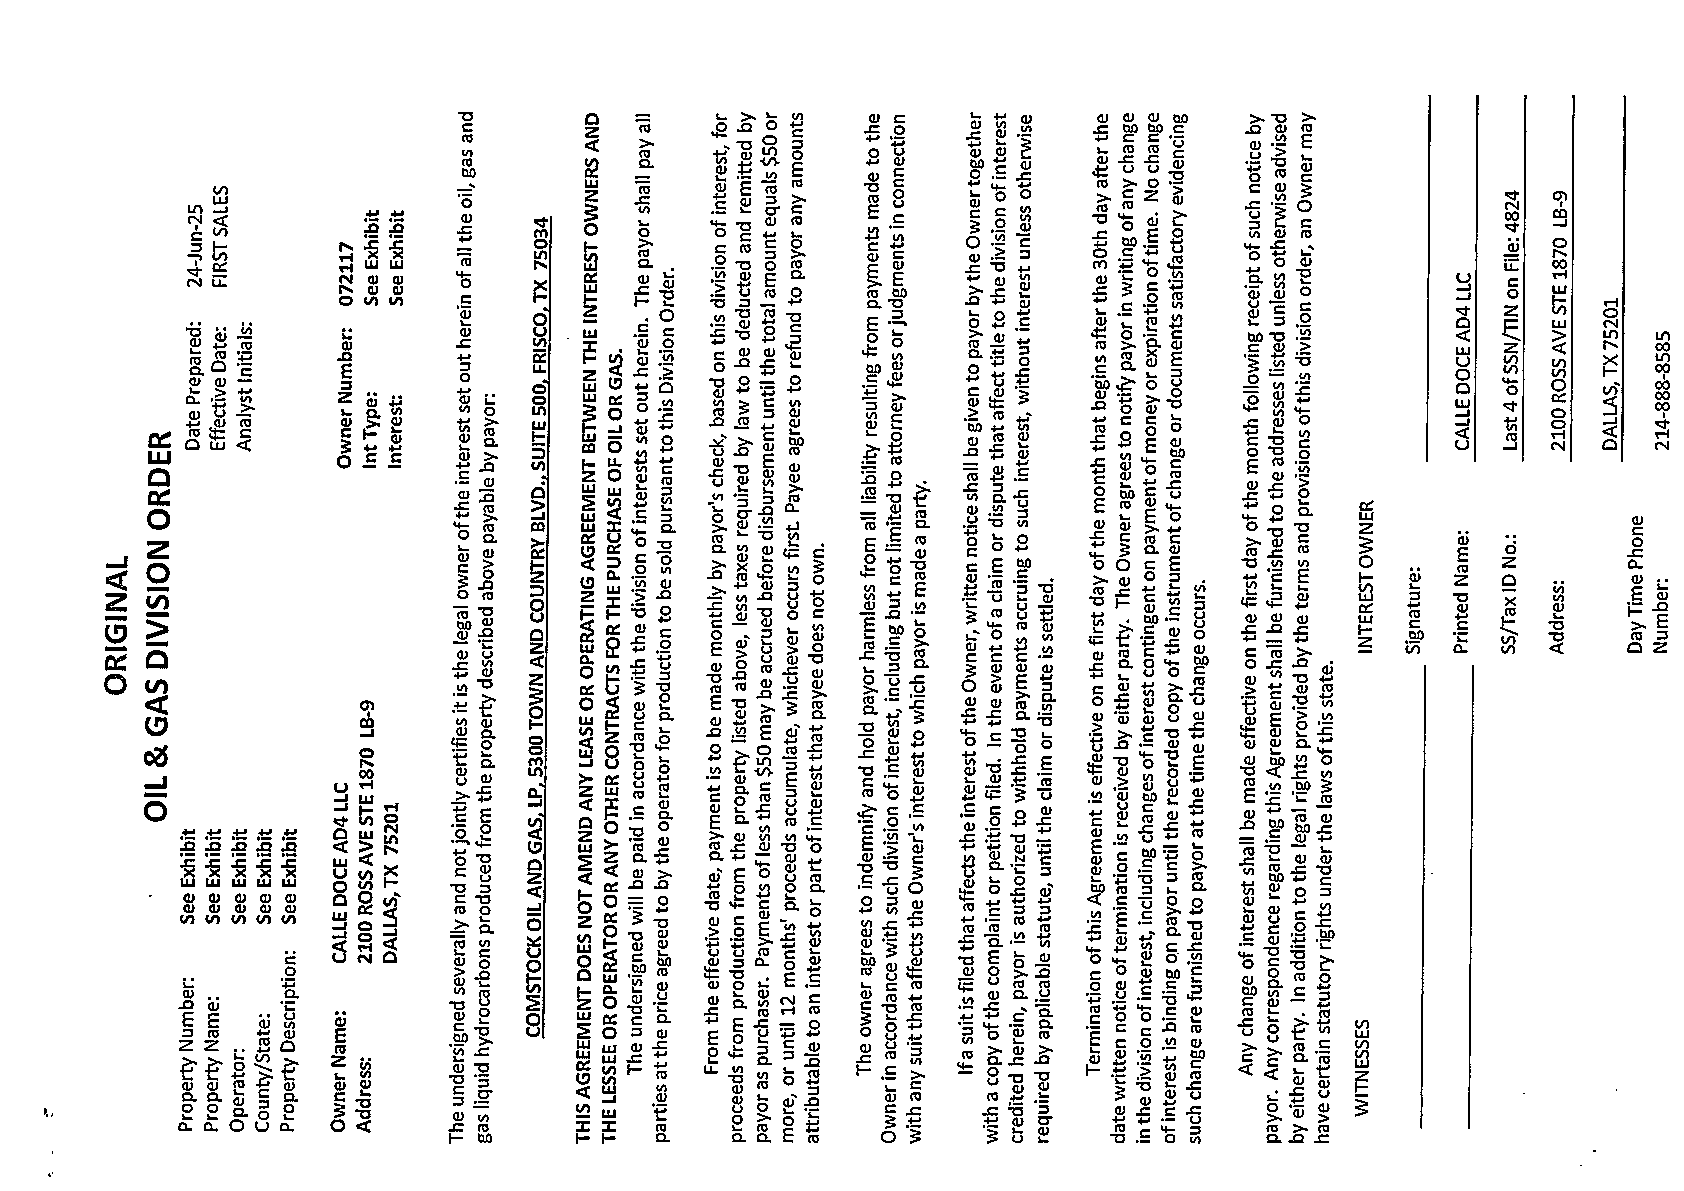 ORIGINAL
OIL & GAS DIVISION ORDER
Property Number: See Exhibit Date Prepared: 24-Jun-25
Property Name: See Exhibit Effective Date: FIRST SALES
Operator: See Exhibit Analyst Initials:
County/State: See Exhibit
Property Description: See Exhibit
Owner Name: CALLE DOCE AD4 LLC Owner Number: 072117
Address: 2100 ROSS AVE STE 1870 LB-9 Int Type: See Exhibit
DALLAS, TX 75201 Interest: See Exhibit
The undersigned severally and not jointly certifies it is the legal owner of the interest set out herein of all the oil, gas and
gas liquid hydrocarbons produced from the property described above payable by payor:
COMSTOCK OIL AND GAS, LP, 5300 TOWN AND COUNTRY BLVD., SUITE 500, FRISCO, TX 75034
THIS AGREEMENT DOES NOT AMEND ANY LEASE OR OPERATING AGREEMENT BETWEEN THE INTEREST OWNERS AND
THE LESSEE OR OPERATOR OR ANY OTHER CONTRACTS FOR THE PURCHASE OF OIL OR GAS.
The undersigned will be paid in accordance with the division of interests set out herein. The payor shall pay all
parties at the price agreed to by the operator for production to be sold pursuant to this Division Order.
From the effective date, payment is to be made monthly by payor's check, based on this division of interest, for
proceeds from production from the property listed above, less taxes required by law to be deducted and remitted by
payor as purchaser. Payments of less than $50 may be accrued before disbursement until the total amount equals $50 or
more, or until 12 months' proceeds accumulate, whichever occurs first. Payee agrees to refund to payor any amounts
attributable to an interest or part of interest that payee does not own.
The owner agrees to indemnify and hold payor harmless from all liability resulting from payments made to the
Owner in accordance with such division of interest, including but not limited to attorney fees or judgments in connection
with any suit that affects the Owner's interest to which payor is made a party.
If a suit is filed that affects the interest of the Owner, written notice shall be given to payor by the Owner together
with a copy of the complaint or petition filed. In the event of a claim or dispute that affect title to the division of interest
credited herein, payor is authorized to withhold payments accruing to such interest, without interest unless otherwise
required by applicable statute, until the claim or dispute is settled.
Termination of this Agreement is effective on the first day of the month that begins after the 30th day after the
date written notice of termination is received by either party. The Owner agrees to notify payor in writing of any change
in the division of interest, including changes of interest contingent on payment of money or expiration of time. No change
of interest is binding on payor until the recorded copy of the instrument of change or documents satisfactory evidencing
such change are furnished to payor at the time the change occurs.
Any change of interest shall be made effective on the first day of the month following receipt of such notice by
payor. Any correspondence regarding this Agreement shall be furnished to the addresses listed unless otherwise advised
by either party. In addition to the legal rights provided by the terms and provisions of this division order, an Owner may
have certain statutory rights under the laws of this state.
WITNESSES INTEREST OWNER
Signature:
Printed Name: CALLE DOCE AD4 LLC
SS/Tax ID No.: Last 4 of SSN/TIN on File: 4824
Address: 2100 ROSS AVE STE 1870 LB-9
DALLAS, TX 75201
Day Time Phone
Number: 214-888-8585